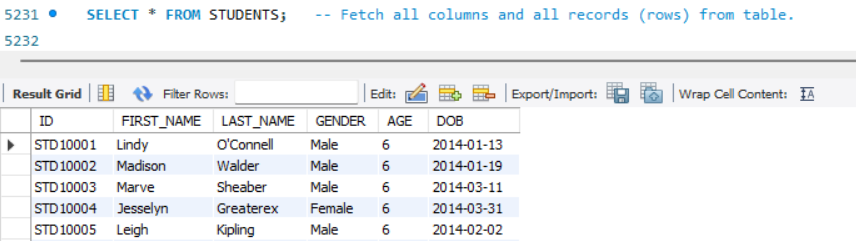 5231 SELECT * FROM STUDENTS; -- Fetch all columns and all records (rows) from table.
5232
Result Grid Filter Rows: Edit: Export/Import: Wrap Cell Content: IA
ID FIRST_NAME LAST_NAME GENDER AGE DOB
STD10001 Lindy O'Connell Male 6 2014-01-13
STD10002 Madison Walder Male 6 2014-01-19
STD10003 Marve Sheaber Male 6 2014-03-11
STD10004 Jesselyn Greaterex Female 6 2014-03-31
STD10005 Leigh Kipling Male 6 2014-02-02